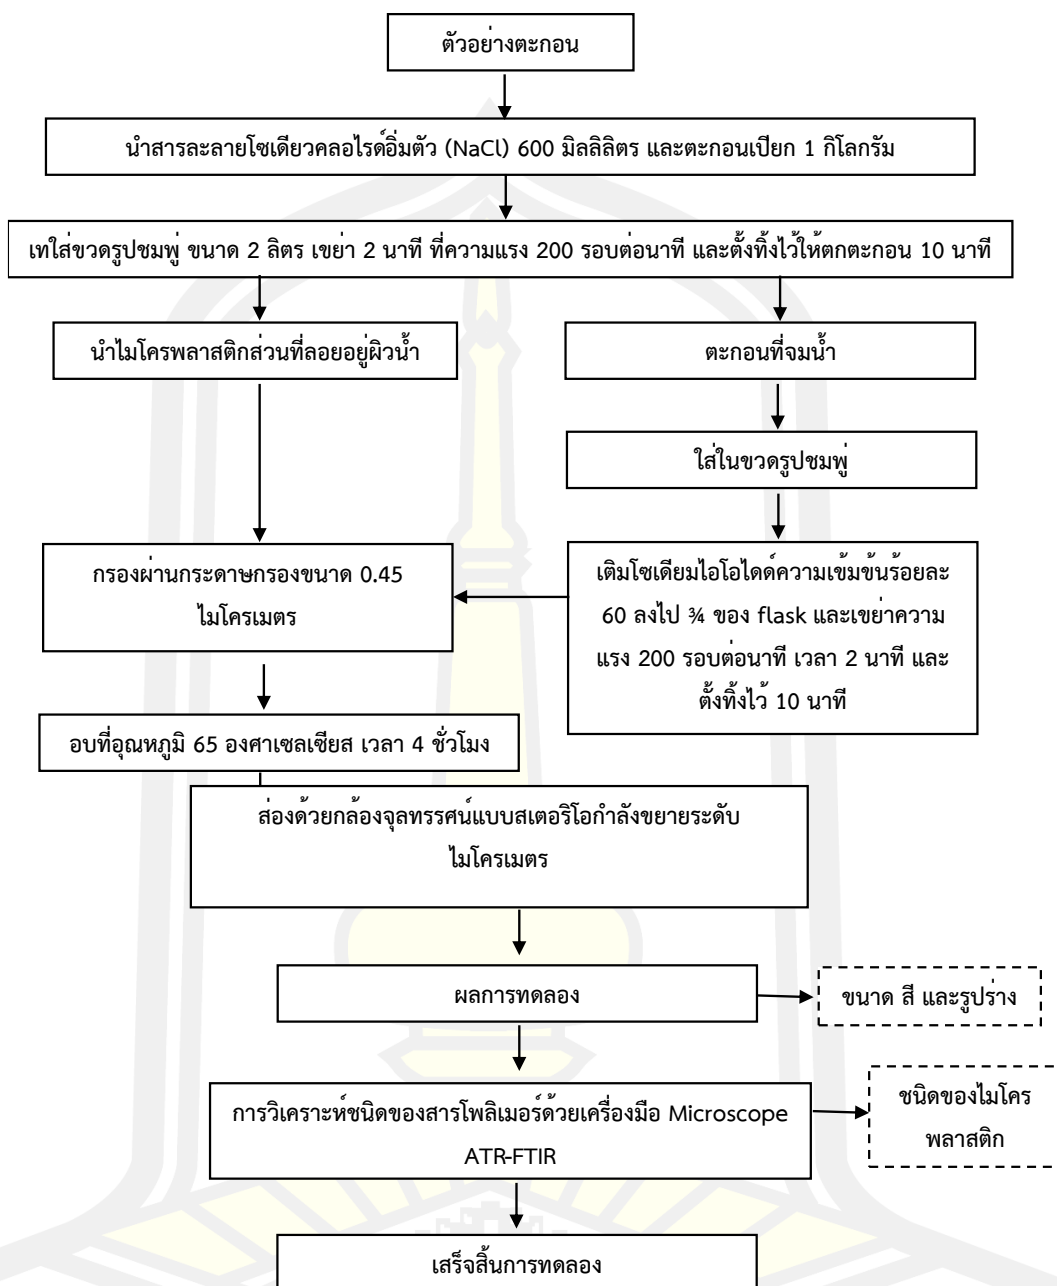 ตัวอย่างตะกอน
นำสารละลายโซเดียวคลอไรด์อิ่มตัว (NaCl) 600 มิลลิลิตร และตะกอนเปียก 1 กิโลกรัม
เทใส่ขวดรูปชมพู่ ขนาด 2 ลิตร เขย่า 2 นาที ที่ความแรง 200 รอบต่อนาที และตั้งทิ้งไว้ให้ตกตะกอน 10 นาที
นำไมโครพลาสติกส่วนที่ลอยอยู่ผิวน้ำ
ตะกอนที่จมน้ำ
ใส่ในขวดรูปชมพู่
เติมโซเดียมไอโอไดด์ความเข้มข้นร้อยละ
60 ลงไป ¾ ของ flask และเขย่าความ
แรง 200 รอบต่อนาที เวลา 2 นาที และ
ตั้งทิ้งไว้ 10 นาที
กรองผ่านกระดาษกรองขนาด 0.45
ไมโครเมตร
อบที่อุณหภูมิ 65 องศาเซลเซียส เวลา 4 ชั่วโมง
ส่องด้วยกล้องจุลทรรศน์แบบสเตอริโอกำลังขยายระดับ
ไมโครเมตร
ผลการทดลอง
ขนาด สี และรูปร่าง
การวิเคราะห์ชนิดของสารโพลิเมอร์ด้วยเครื่องมือ Microscope
ATR-FTIR
ชนิดของไมโคร
พลาสติก
เสร็จสิ้นการทดลอง